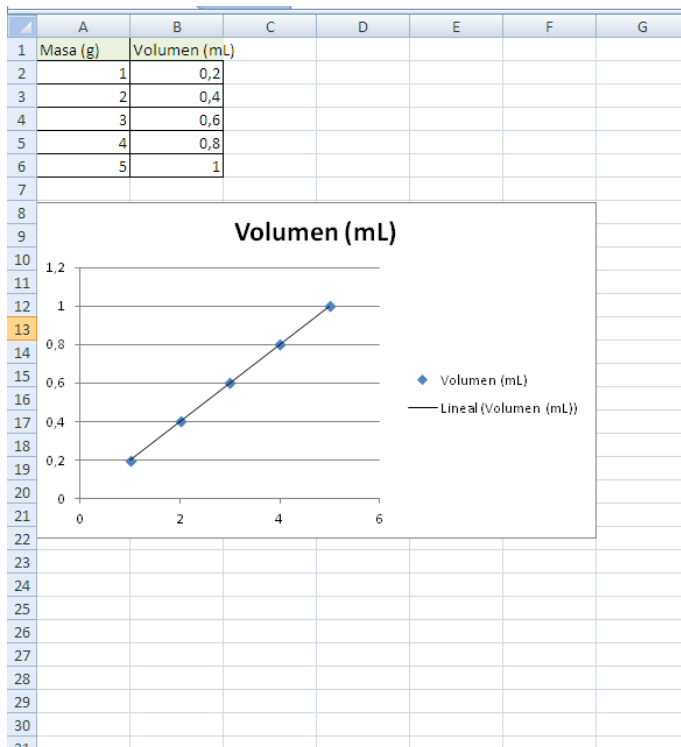 A B C D E F G
1 Masa (g) Volumen (mL)
2 1 0,2
3 2 0,4
4 3 0,6
5 4 0,8
6 5 1
7
8
9
10
11
12
13
14
15
16
17
18
19
20
21
22
23
24
25
26
27
28
29
30
31
Volumen (mL)
1,2
1
0,8
0,6
0,4
0,2
0
0 2 4 6
Volumen (mL)
Lineal (Volumen (mL))